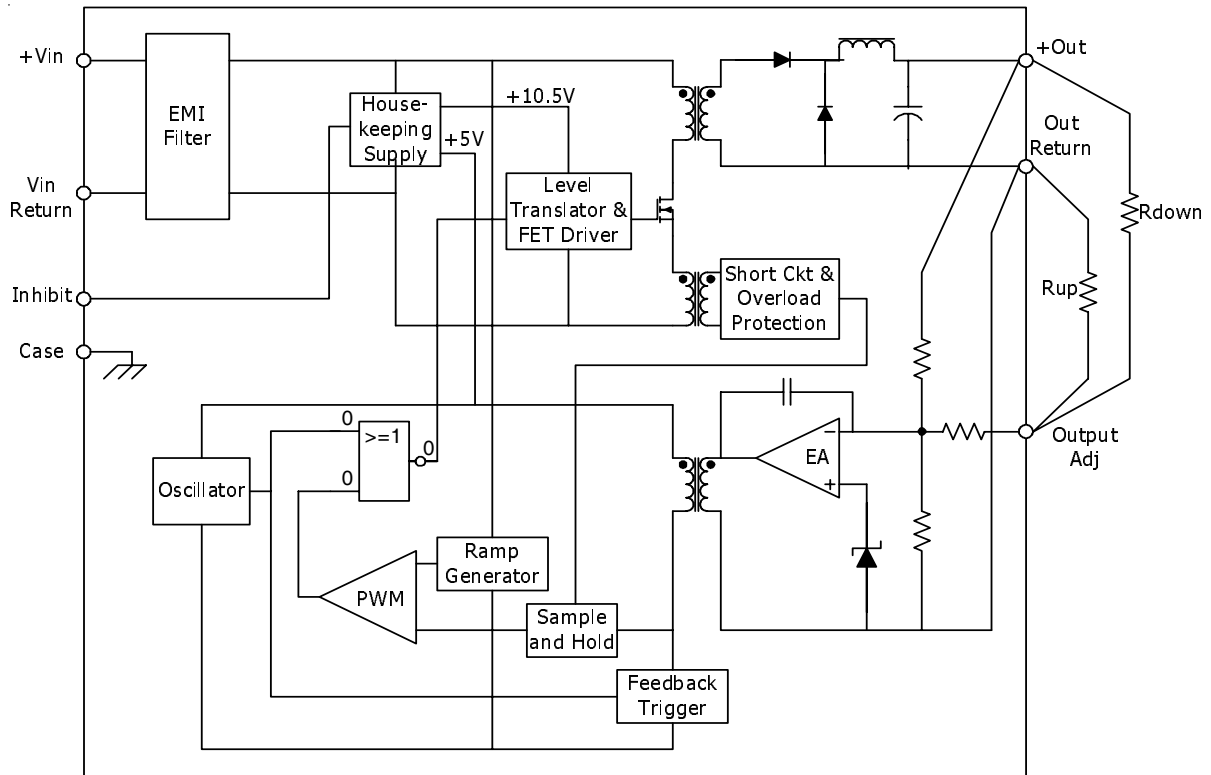 +Vin
EMI
Filter
House-
keeping
Supply
+10.5V
+5V
+Out
Out
Return
Vin
Return
Level
Translator &
FET Driver
Rdown
Inhibit
Short Ckt &
Overload
Protection
Rup
Case
0
>=1
0
0
EA
−
+
Output
Adj
Oscillator
Ramp
Generator
PWM
Sample
and Hold
Feedback
Trigger